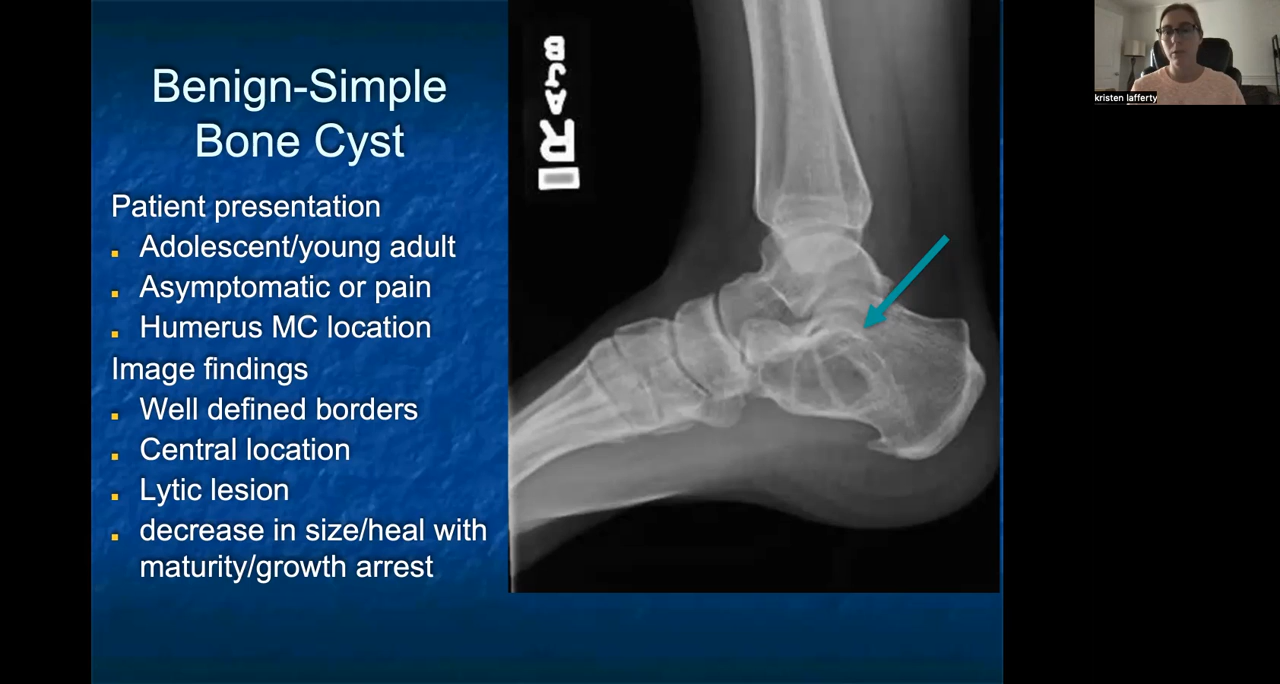 Benign-Simple
Bone Cyst
Patient presentation
Adolescent/young adult
Asymptomatic or pain
Humerus MC location
Image findings
Well defined borders
Central location
Lytic lesion
decrease in size/heal with
maturity/growth arrest
kristen lafferty